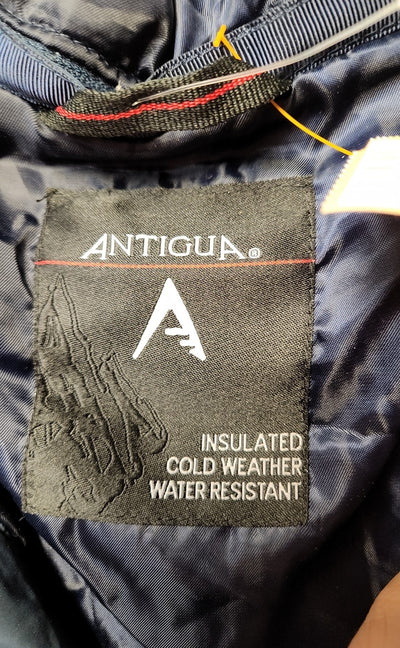 ANTIGUA®
INSULATED
COLD WEATHER
WATER RESISTANT